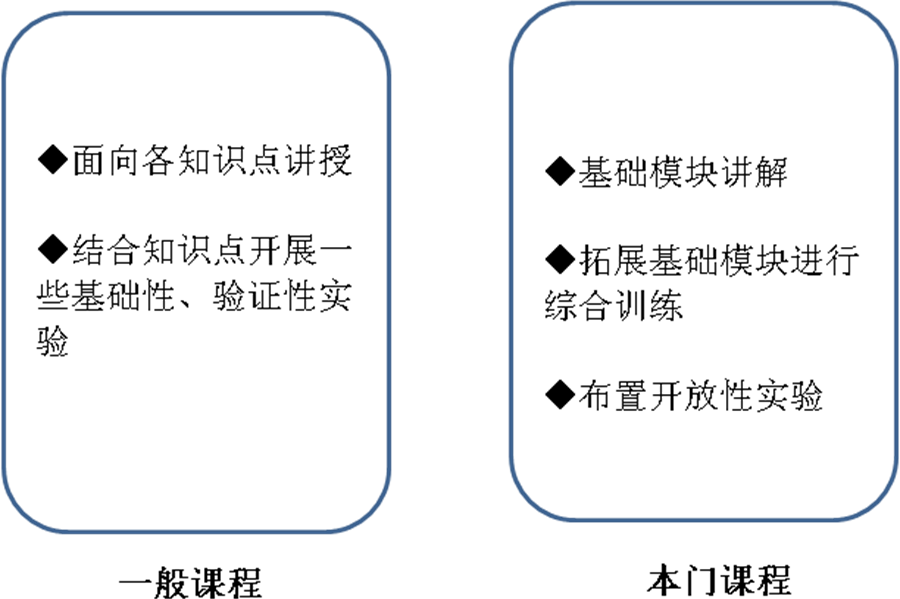 ◆面向各知识点讲授
◆结合知识点开展一
些基础性、验证性实
验
一般课程
◆基础模块讲解
◆拓展基础模块进行
综合训练
◆布置开放性实验
本门课程